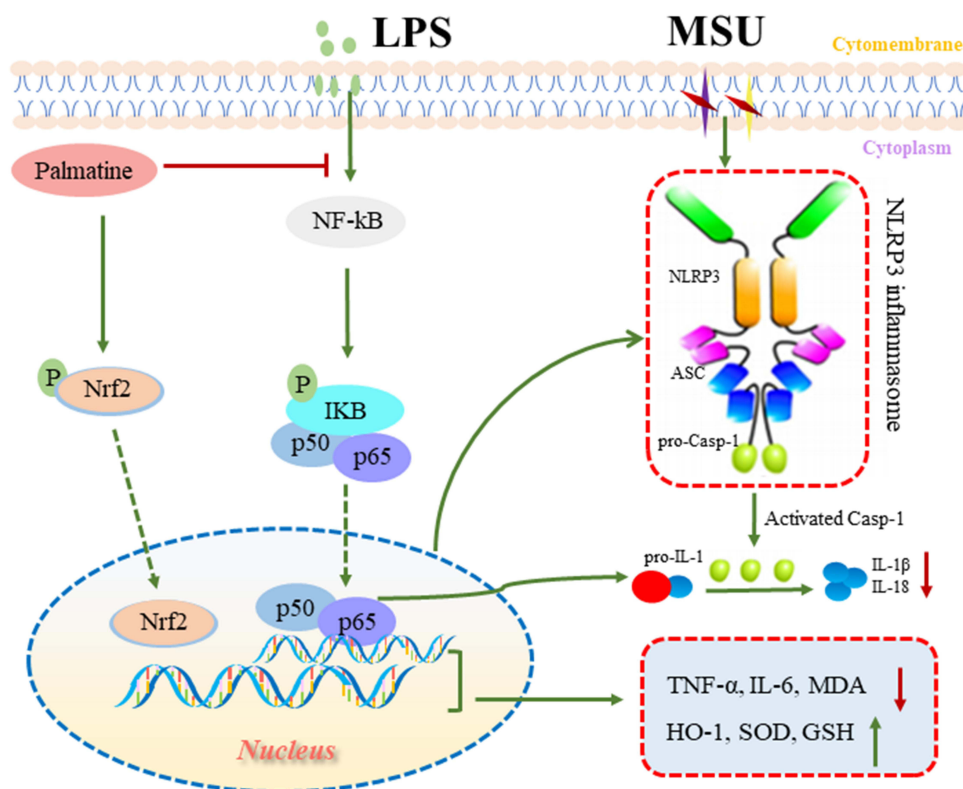 LPS
MSU
Cytomembrane
Cytoplasm
Palmatine
NF-kB
NLRP3 inflammasome
NLRP3
P
Nrf2
P
IKB
ASC
p50
p65
pro-Casp-1
Activated Casp-1
pro-IL-1
IL-1β
IL-18
Nrf2
p50
p65
TNF-α, IL-6, MDA
HO-1, SOD, GSH
Nucleus